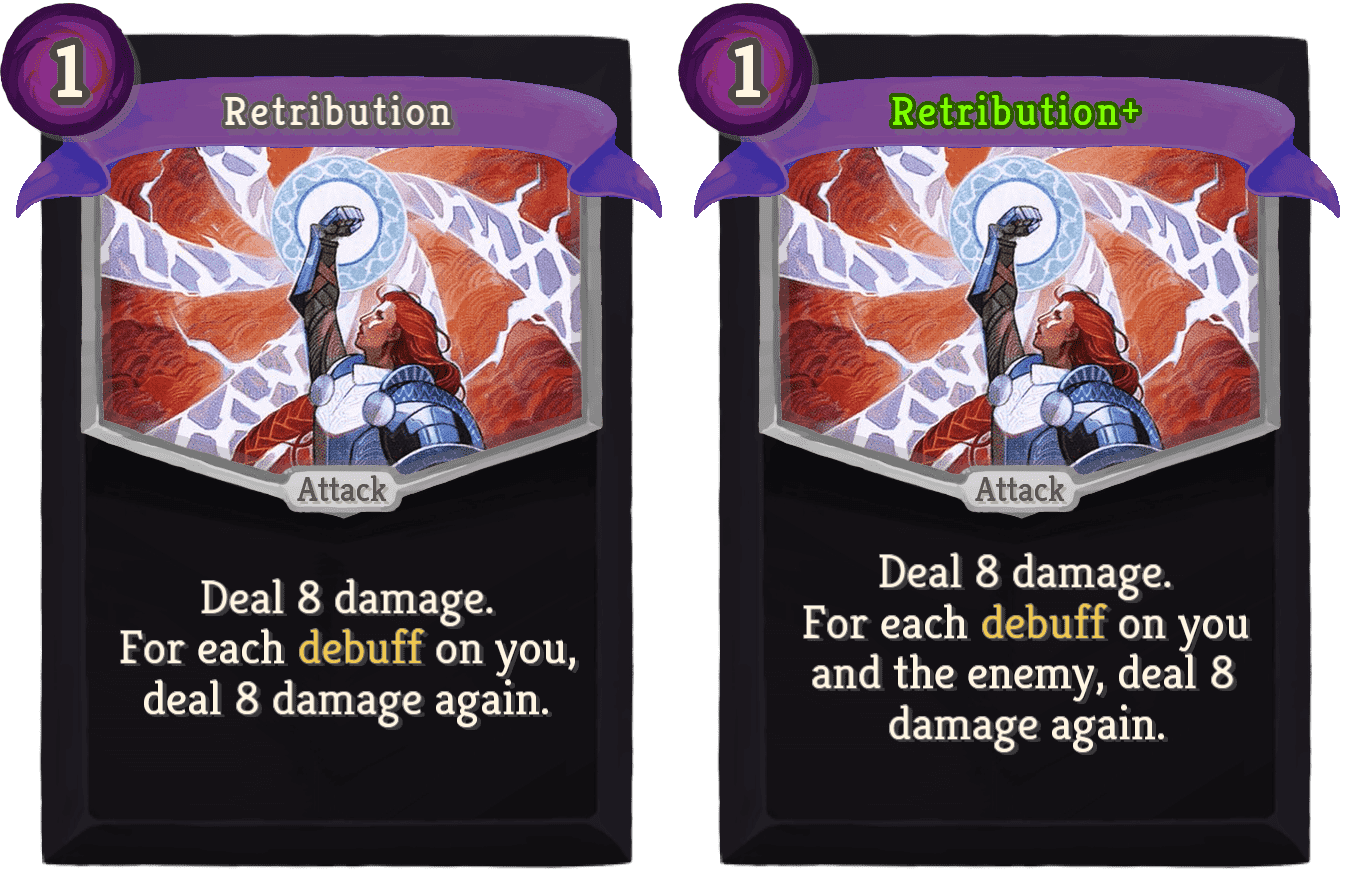 1
Retribution
Attack
Deal 8 damage.
For each debuff on you,
deal 8 damage again.
1
Retribution+
Attack
Deal 8 damage.
For each debuff on you
and the enemy, deal 8
damage again.